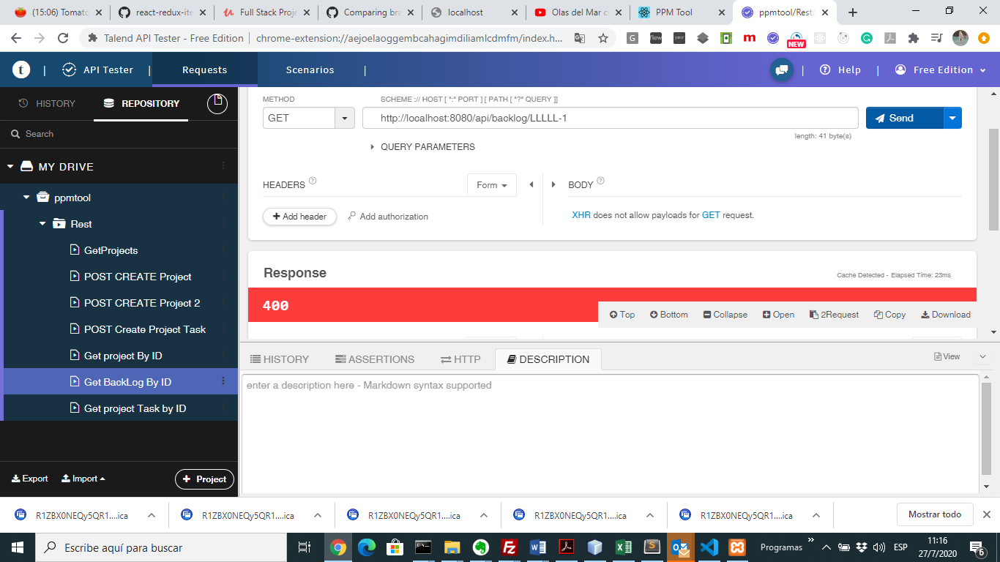 (15:06) Tomato
react-redux-ite
Full Stack Proje
Comparing bra
localhost
Olas del Mar c
PPM Tool
ppmtool/Rest/
Talend API Tester - Free Edition | chrome-extension://aejoelaoggembcahagimdiliamlcdmfm/index.h...
NEW
t | API Tester | Requests Scenarios | | Help | Free Edition
HISTORY REPOSITORY
Search
MY DRIVE
ppmtool
Rest
GetProjects
POST CREATE Project
POST CREATE Project 2
POST Create Project Task
Get project By ID
Get BackLog By ID
Get project Task by ID
Export Import + Project
METHOD SCHEME :// HOST [ ":" PORT ] [ PATH [ "?" QUERY ]]
GET http://localhost:8080/api/backlog/LLLLL-1 Send
length: 41 byte(s)
QUERY PARAMETERS
HEADERS ? Form BODY ?
+ Add header Add authorization XHR does not allow payloads for GET request.
Response Cache Detected - Elapsed Time: 23ms
400
Top Bottom Collapse Open 2Request Copy Download
HISTORY ASSERTIONS HTTP DESCRIPTION View
enter a description here - Markdown syntax supported
R1ZBX0NEQy5QR1....ica R1ZBX0NEQy5QR1....ica R1ZBX0NEQy5QR1....ica R1ZBX0NEQy5QR1....ica R1ZBX0NEQy5QR1....ica Mostrar todo
Escribe aquí para buscar Programas » ESP 11:16
27/7/2020 6